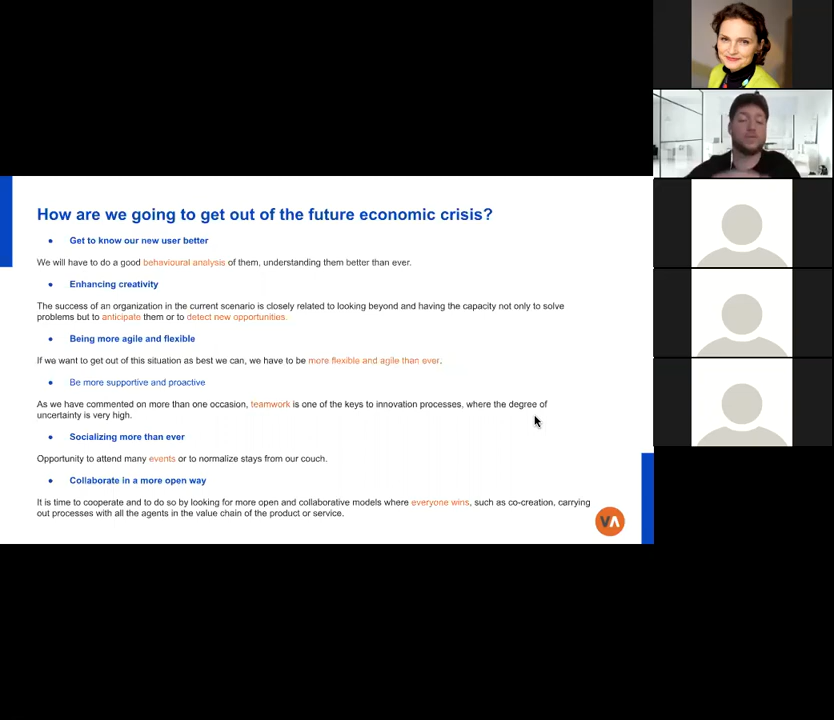 How are we going to get out of the future economic crisis?
● Get to know our new user better
We will have to do a good behavioural analysis of them, understanding them better than ever.
● Enhancing creativity
The success of an organization in the current scenario is closely related to looking beyond and having the capacity not only to solve
problems but to anticipate them or to detect new opportunities.
● Being more agile and flexible
If we want to get out of this situation as best we can, we have to be more flexible and agile than ever.
● Be more supportive and proactive
As we have commented on more than one occasion, teamwork is one of the keys to innovation processes, where the degree of
uncertainty is very high.
● Socializing more than ever
Opportunity to attend many events or to normalize stays from our couch.
● Collaborate in a more open way
It is time to cooperate and to do so by looking for more open and collaborative models where everyone wins, such as co-creation, carrying
out processes with all the agents in the value chain of the product or service.
VA